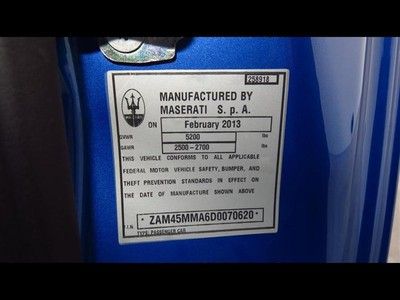 258918
MANUFACTURED BY
MASERATI S. p. A.
ON February 2013
GVWR 5200 lbs
GAWR 2500-2700 lbs
THIS VEHICLE CONFORMS TO ALL APPLICABLE
FEDERAL MOTOR VEHICLE SAFETY, BUMPER, AND
THEFT PREVENTION STANDARDS IN EFFECT ON
THE DATE OF MANUFACTURE SHOWN ABOVE
V.I.N. * ZAM45MMA6D0070620 *
TYPE: PASSENGER CAR